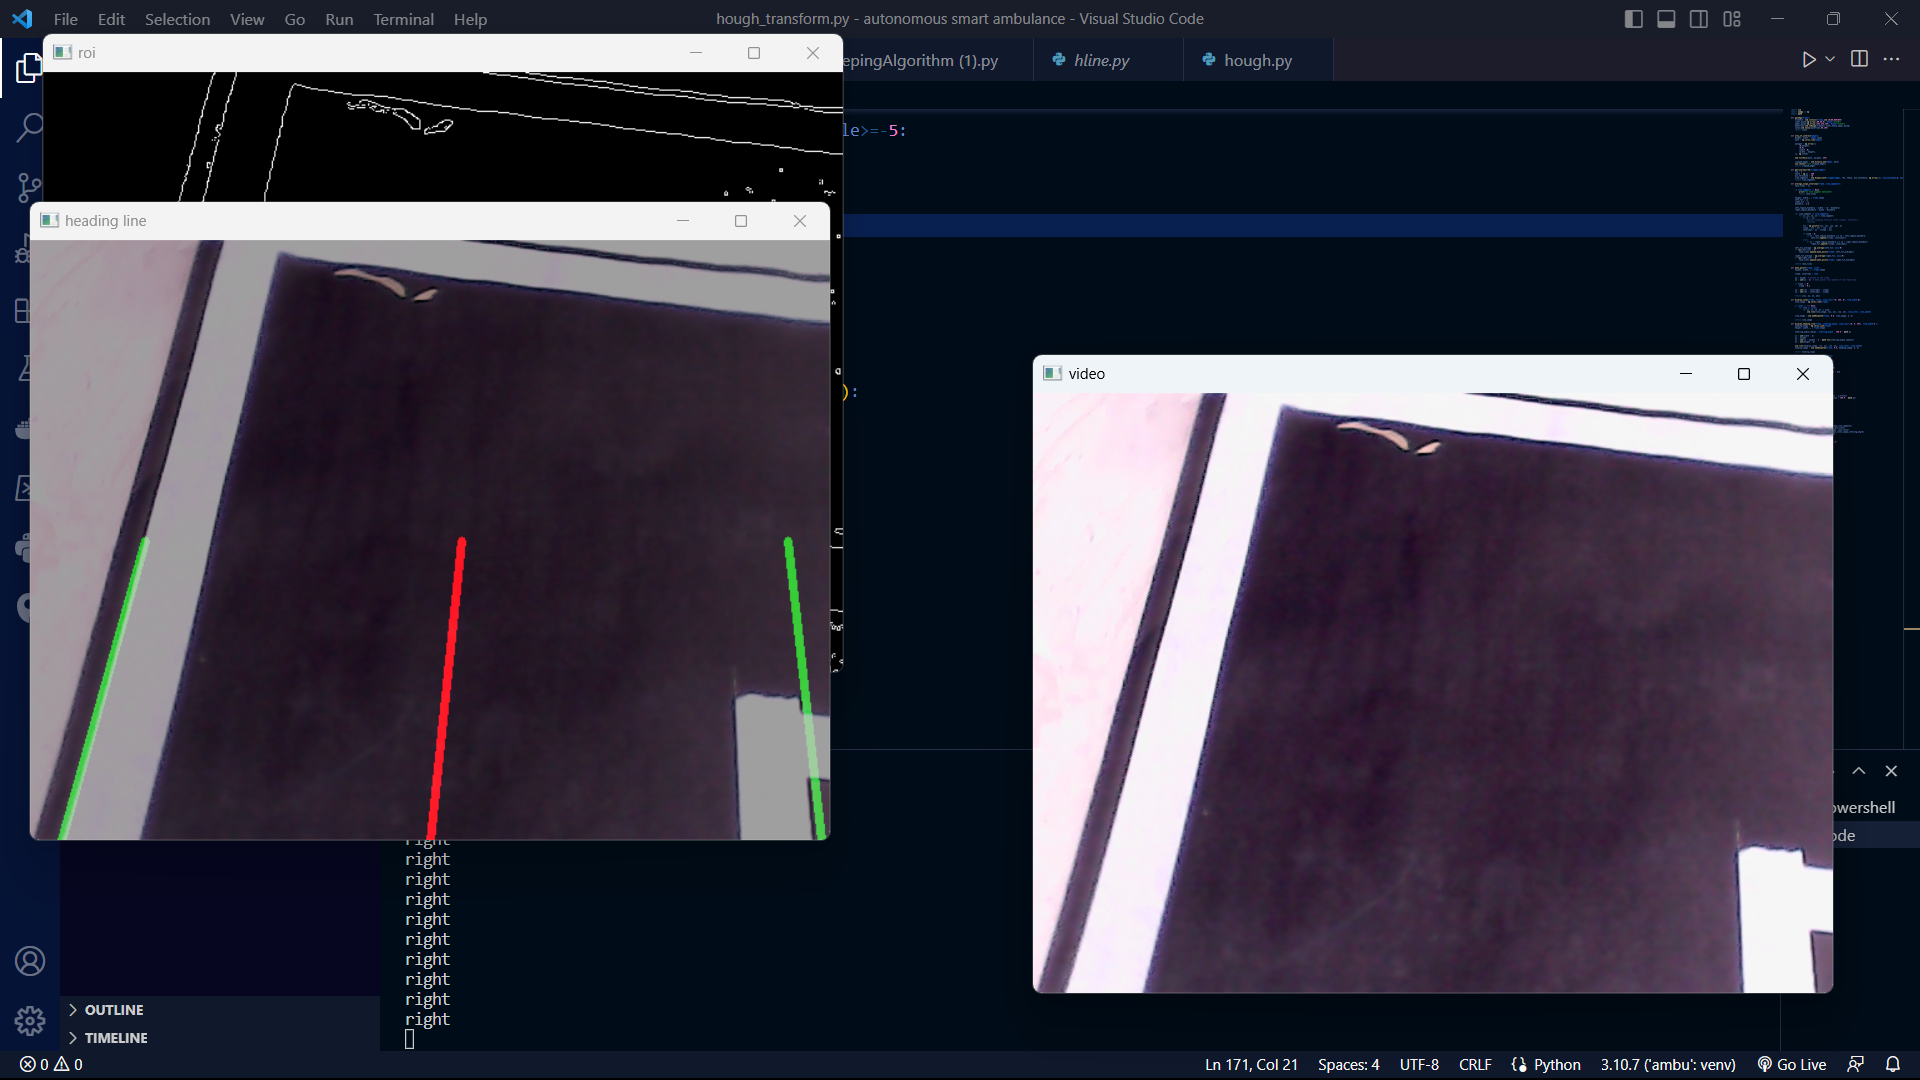 File Edit Selection View Go Run Terminal Help
hough_transform.py - autonomous smart ambulance - Visual Studio Code
roi
epingAlgorithm (1).py
hline.py
hough.py
le>=-5:
heading line
):
video
owershell
ode
right
right
right
right
right
right
right
right
right
right
OUTLINE
TIMELINE
0 0
Ln 171, Col 21
Spaces: 4
UTF-8
CRLF
Python
3.10.7 ('ambu': venv)
Go Live